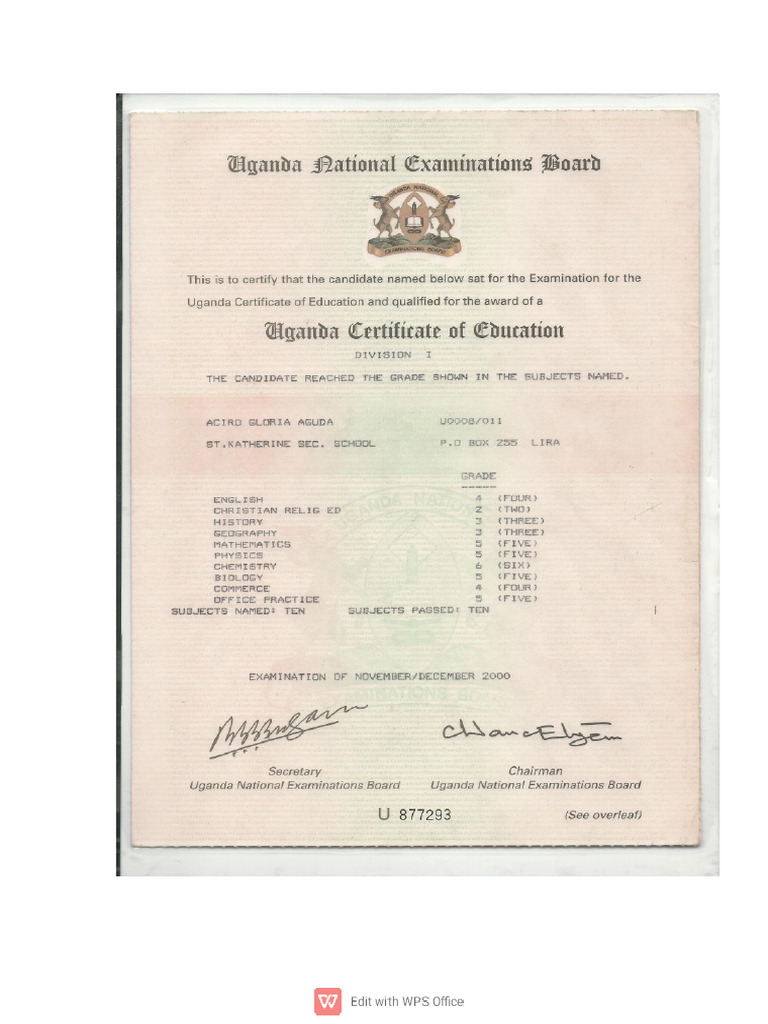 Uganda National Examinations Board
UGANDA NATIONAL
EXAMINATIONS BOARD
This is to certify that the candidate named below sat for the Examination for the
Uganda Certificate of Education and qualified for the award of a
Uganda Certificate of Education
DIVISION I
THE CANDIDATE REACHED THE GRADE SHOWN IN THE SUBJECTS NAMED.
ACIRO GLORIA AGUDA U0008/011
ST.KATHERINE SEC. SCHOOL P.O BOX 255 LIRA
GRADE
ENGLISH 4 (FOUR)
CHRISTIAN RELIG ED 2 (TWO)
HISTORY 3 (THREE)
GEOGRAPHY 3 (THREE)
MATHEMATICS 5 (FIVE)
PHYSICS 5 (FIVE)
CHEMISTRY 6 (SIX)
BIOLOGY 5 (FIVE)
COMMERCE 4 (FOUR)
OFFICE PRACTICE 5 (FIVE)
SUBJECTS NAMED: TEN SUBJECTS PASSED: TEN
EXAMINATION OF NOVEMBER/DECEMBER 2000
Secretary Chairman
Uganda National Examinations Board Uganda National Examinations Board
U 877293 (See overleaf)
Edit with WPS Office